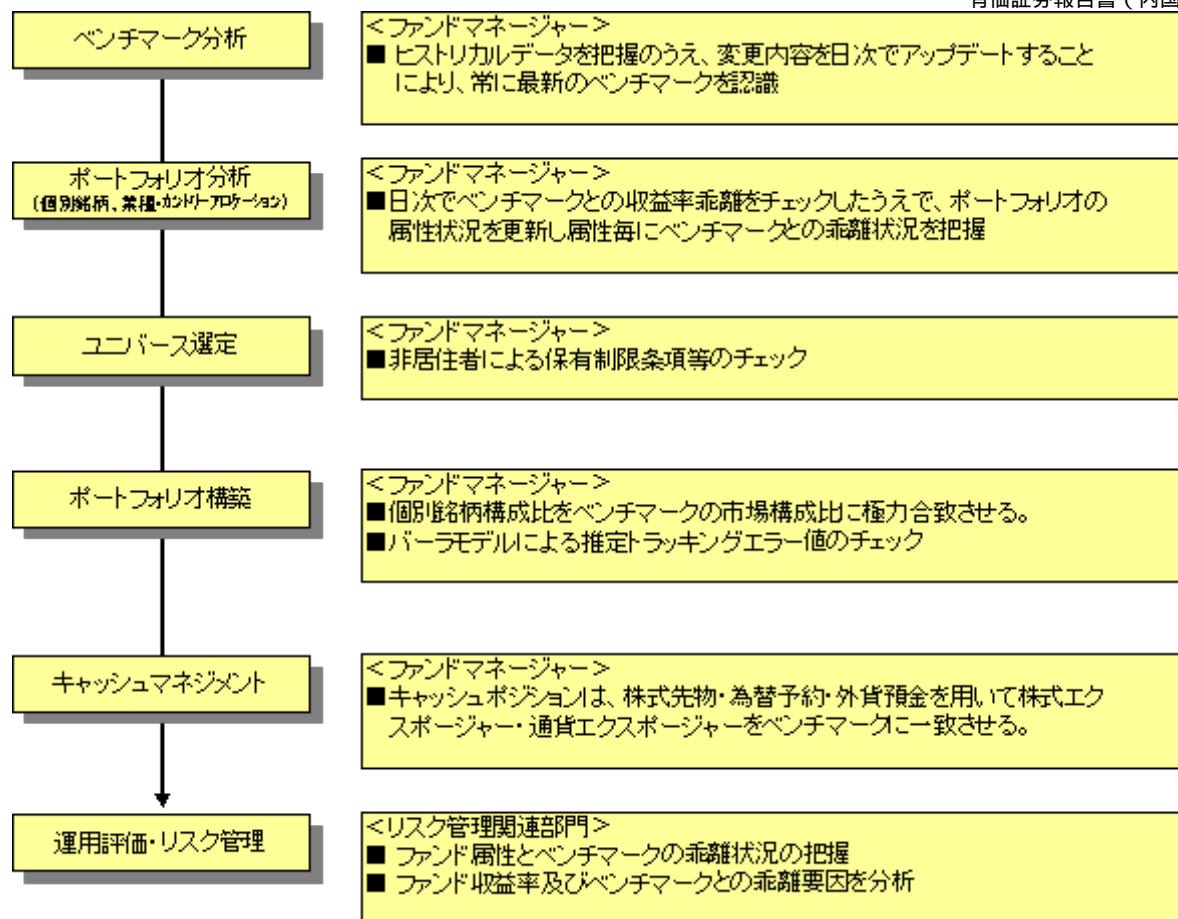 有価証券報告書（内国
ベンチマーク分析
＜ファンドマネージャー＞
■ ヒストリカルデータを把握のうえ、変更内容を日次でアップデートすること
により、常に最新のベンチマークを認識
ポートフォリオ分析
（個別銘柄、業種・カントリーアロケーション）
＜ファンドマネージャー＞
■日次でベンチマークとの収益率乖離をチェックしたうえで、ポートフォリオの
属性状況を更新し属性毎にベンチマークとの乖離状況を把握
ユニバース選定
＜ファンドマネージャー＞
■非居住者による保有制限条項等のチェック
ポートフォリオ構築
＜ファンドマネージャー＞
■個別銘柄構成比をベンチマークの市場構成比に極力合致させる。
■バーラモデルによる推定トラッキングエラー値のチェック
キャッシュマネジメント
＜ファンドマネージャー＞
■キャッシュポジションは、株式先物・為替予約・外貨預金を用いて株式エク
スポージャー・通貨エクスポージャーをベンチマークに一致させる。
運用評価・リスク管理
＜リスク管理関連部門＞
■ ファンド属性とベンチマークの乖離状況の把握
■ ファンド収益率及びベンチマークとの乖離要因を分析